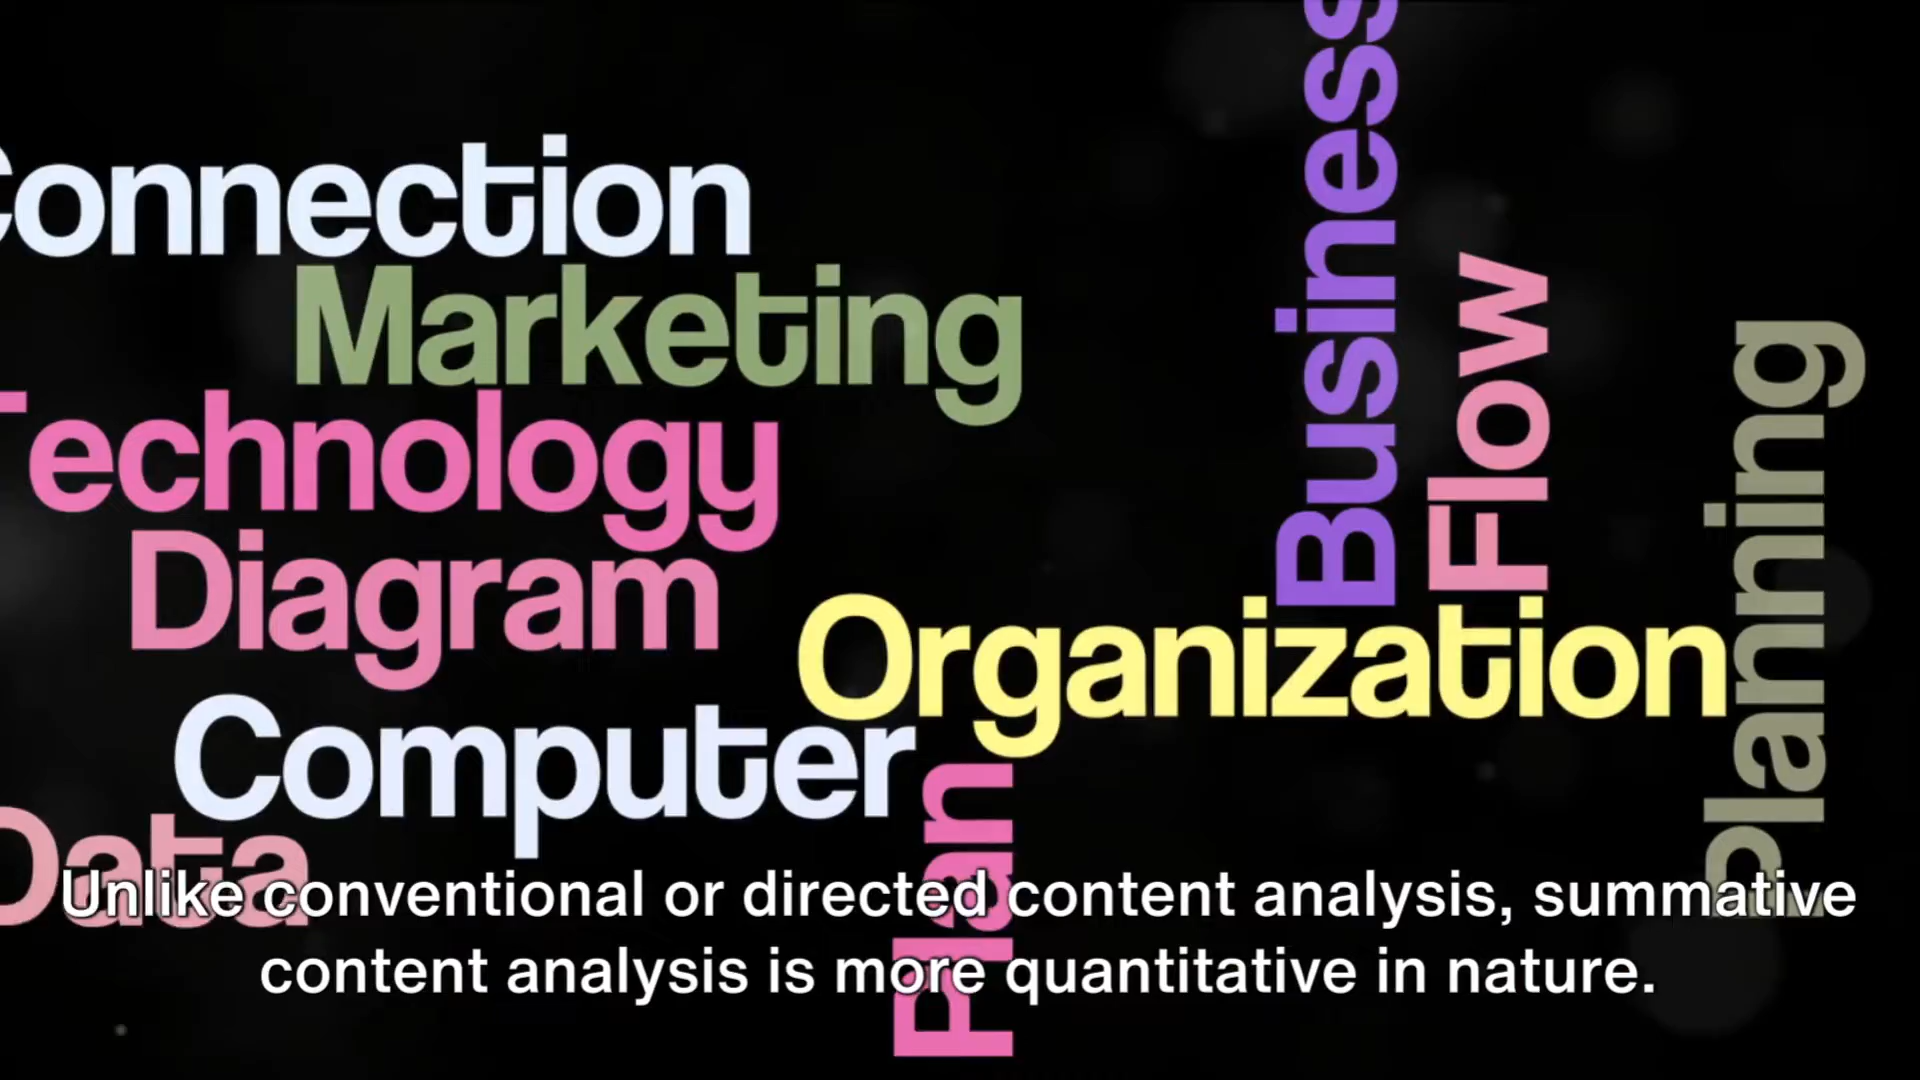 Connection
Marketing
Technology
Diagram
Computer
Data
Organization
Business
Flow
Planning
Plan
Unlike conventional or directed content analysis, summative
content analysis is more quantitative in nature.